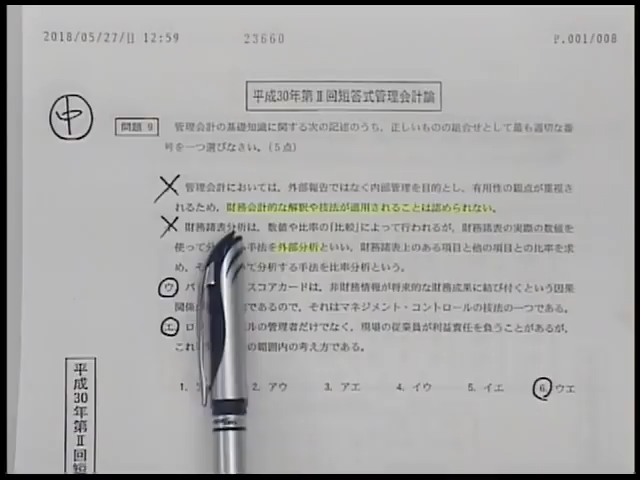 2018/05/27/日 12:59 23660 P.001/008
平成30年第Ⅱ回短答式管理会計論
中
問題 9 管理会計の基礎知識に関する次の記述のうち，正しいものの組合せとして最も適切な番
号を一つ選びなさい。（5点）
管理会計においては，外部報告ではなく内部管理を目的とし，有用性の観点が重視さ
れるため，財務会計的な解釈や技法が適用されることは認められない。
財務諸表分析は，数値や比率の「比較」によって行われるが，財務諸表の実際の数値を
使って分 手法を外部分析といい，財務諸表上のある項目と他の項目との比率を求
め，そ て分析する手法を比率分析という。
ウ バ スコアカードは，非財務情報が将来的な財務成果に結び付くという因果
関係 であるので，それはマネジメント・コントロールの技法の一つである。
エ ロ ルの管理者だけでなく，現場の従業員が利益責任を負うことがあるが，
これ の範囲内の考え方である。
1. 2. アウ 3. アエ 4. イウ 5. イエ 6. ウエ
平成30年第Ⅱ回短